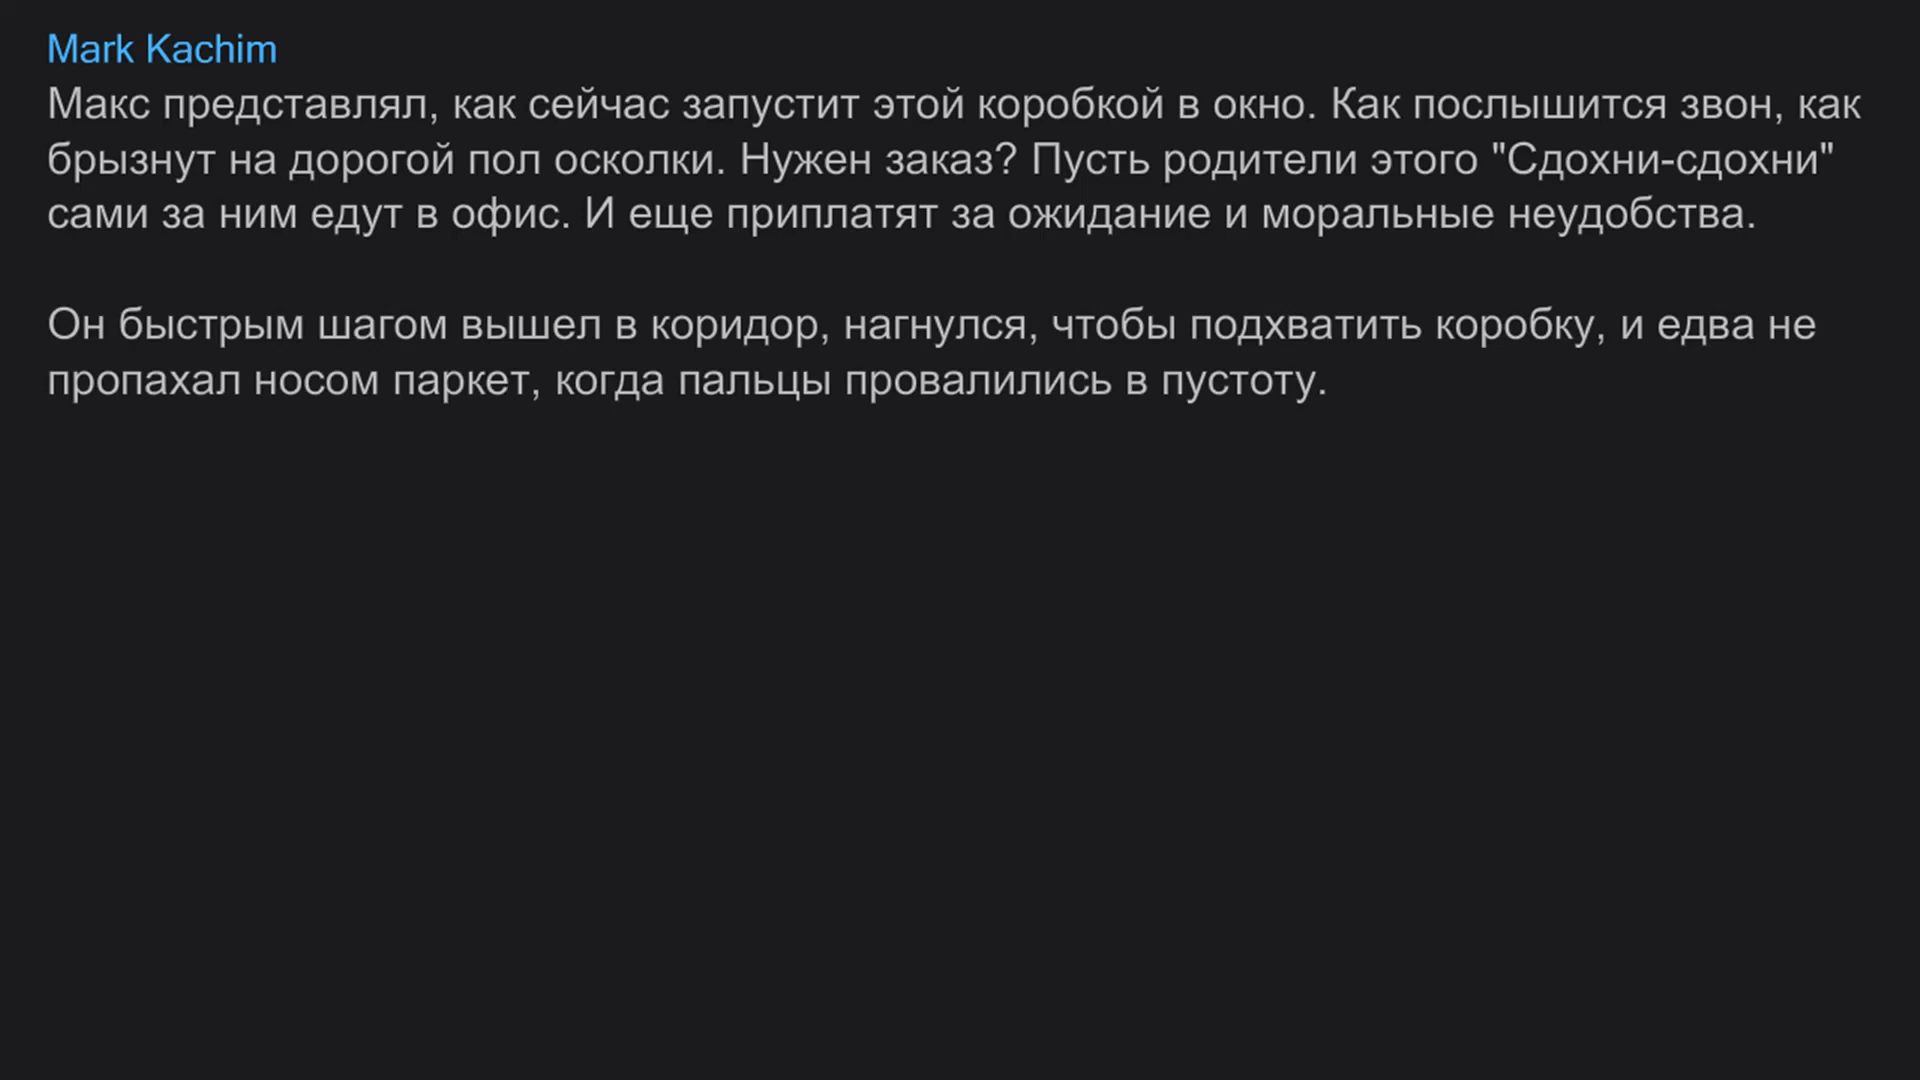 Mark Kachim
Макс представлял, как сейчас запустит этой коробкой в окно. Как послышится звон, как
брызнут на дорогой пол осколки. Нужен заказ? Пусть родители этого "Сдохни-сдохни"
сами за ним едут в офис. И еще приплатят за ожидание и моральные неудобства.
Он быстрым шагом вышел в коридор, нагнулся, чтобы подхватить коробку, и едва не
пропахал носом паркет, когда пальцы провалились в пустоту.